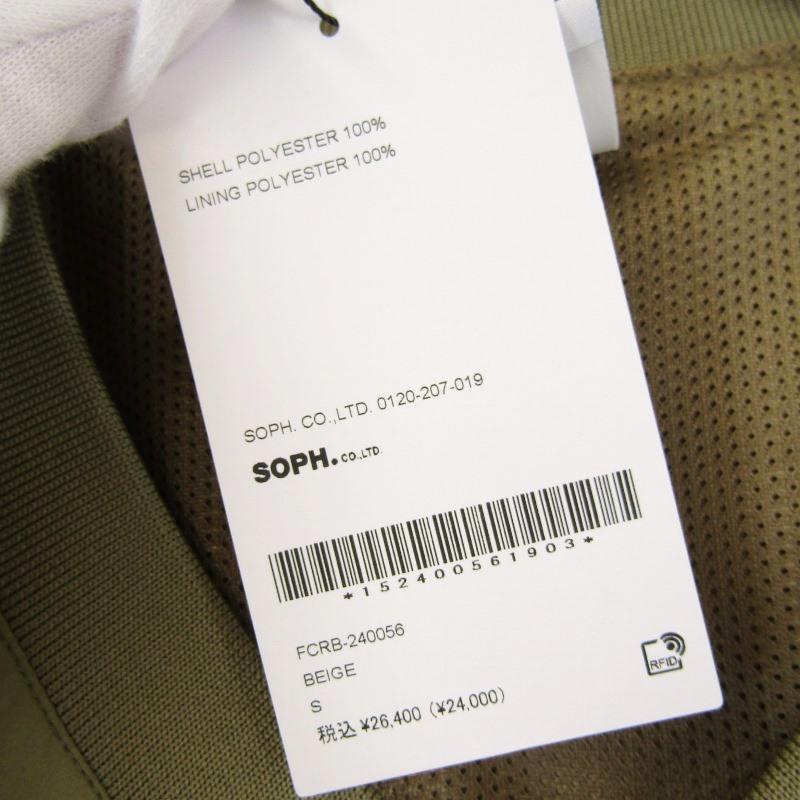 SHELL POLYESTER 100%
LINING POLYESTER 100%
SOPH. CO.,LTD. 0120-207-019
SOPH. CO.,LTD.
*152400561903*
FCRB-240056
BEIGE
S
RFID
税込 ¥26,400 (¥24,000)